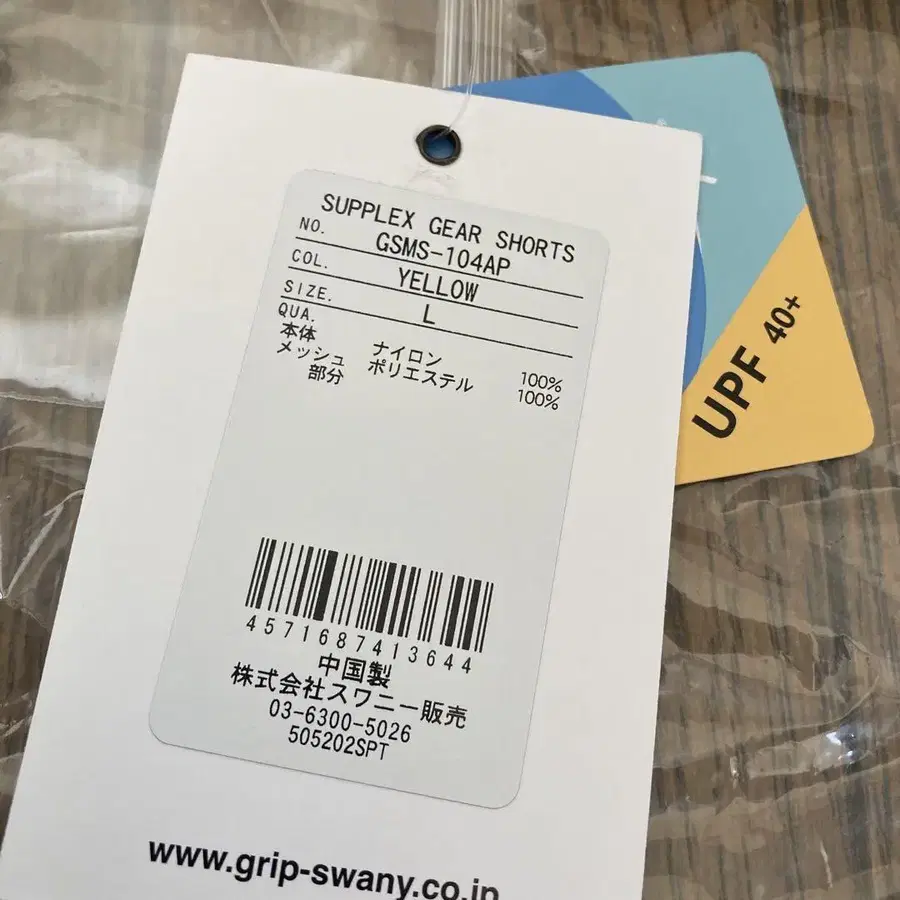 SUPPLEX GEAR SHORTS
NO. GSMS-104AP
COL. YELLOW
SIZE. L
QUA.
本体 ナイロン 100%
メッシュ ポリエステル 100%
部分
4571687413644
中国製
株式会社スワニー販売
03-6300-5026
505202SPT
www.grip-swany.co.jp
UPF 40+